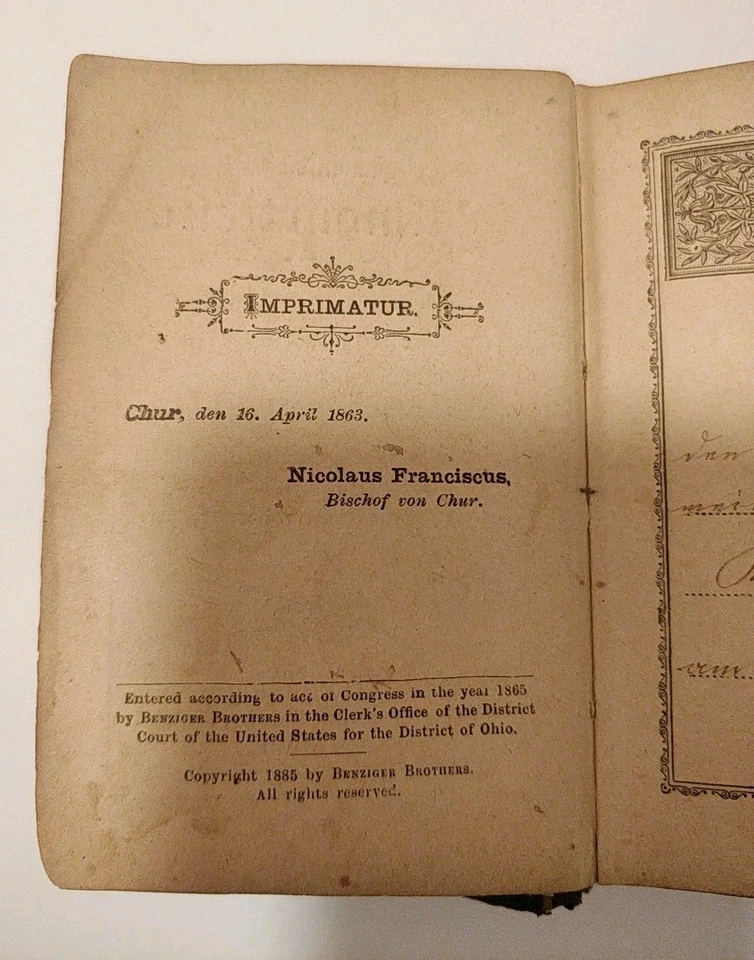 IMPRIMATUR.
Chur, den 16. April 1863.
Nicolaus Franciscus,
Bischof von Chur.
Entered according to act of Congress in the year 1865
by BENZIGER BROTHERS in the Clerk's Office of the District
Court of the United States for the District of Ohio.
Copyright 1885 by BENZIGER BROTHERS.
All rights reserved.
den